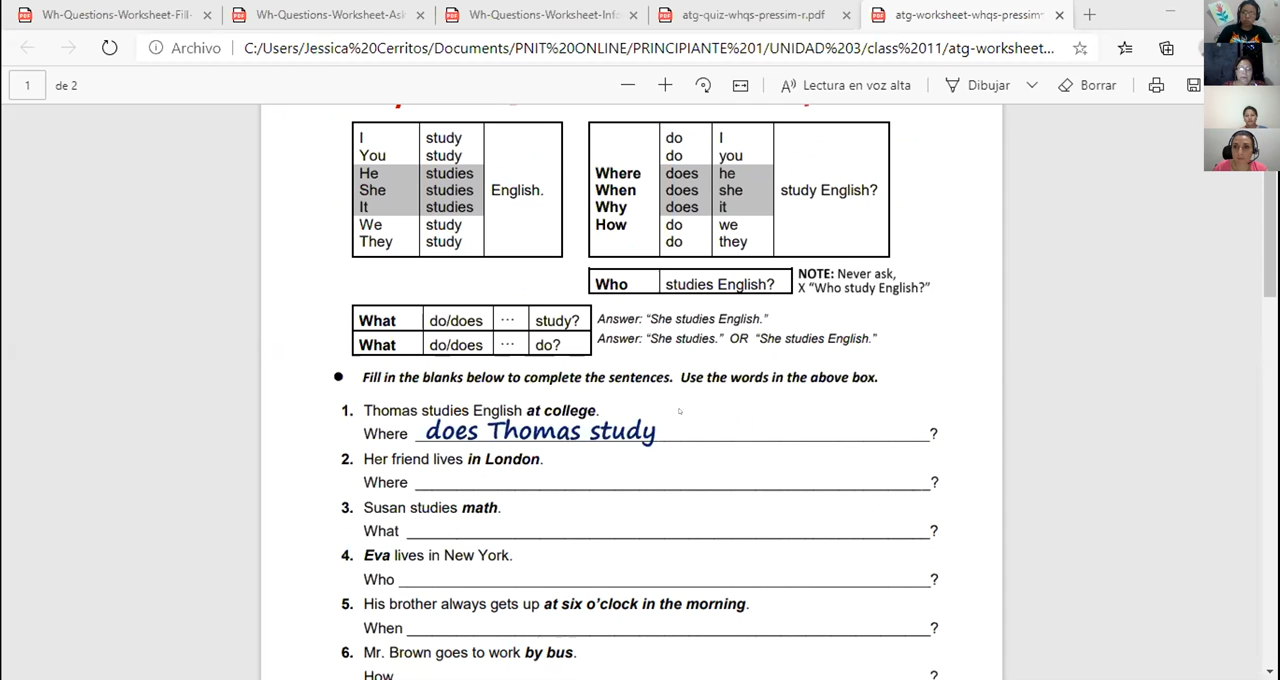 Wh-Questions-Worksheet-Fill-
Wh-Questions-Worksheet-As
Wh-Questions-Worksheet-Inf
atg-quiz-whqs-pressim-r.pdf
atg-worksheet-whqs-pressim-
Archivo
C:/Users/Jessica%20Cerritos/Documents/PNIT%20ONLINE/PRINCIPIANTE%201/UNIDAD%203/class%2011/atg-worksheet...
1 de 2
Lectura en voz alta
Dibujar
Borrar
I study
You study
He studies
She studies English.
It studies
We study
They study
do I
do you
Where does he
When does she study English?
Why does it
How do we
do they
Who studies English?
NOTE: Never ask,
X “Who study English?”
What do/does ... study?
Answer: “She studies English.”
What do/does ... do?
Answer: “She studies.” OR “She studies English.”
● Fill in the blanks below to complete the sentences. Use the words in the above box.
1. Thomas studies English at college.
Where does Thomas study ?
2. Her friend lives in London.
Where ?
3. Susan studies math.
What ?
4. Eva lives in New York.
Who ?
5. His brother always gets up at six o’clock in the morning.
When ?
6. Mr. Brown goes to work by bus.
How ?